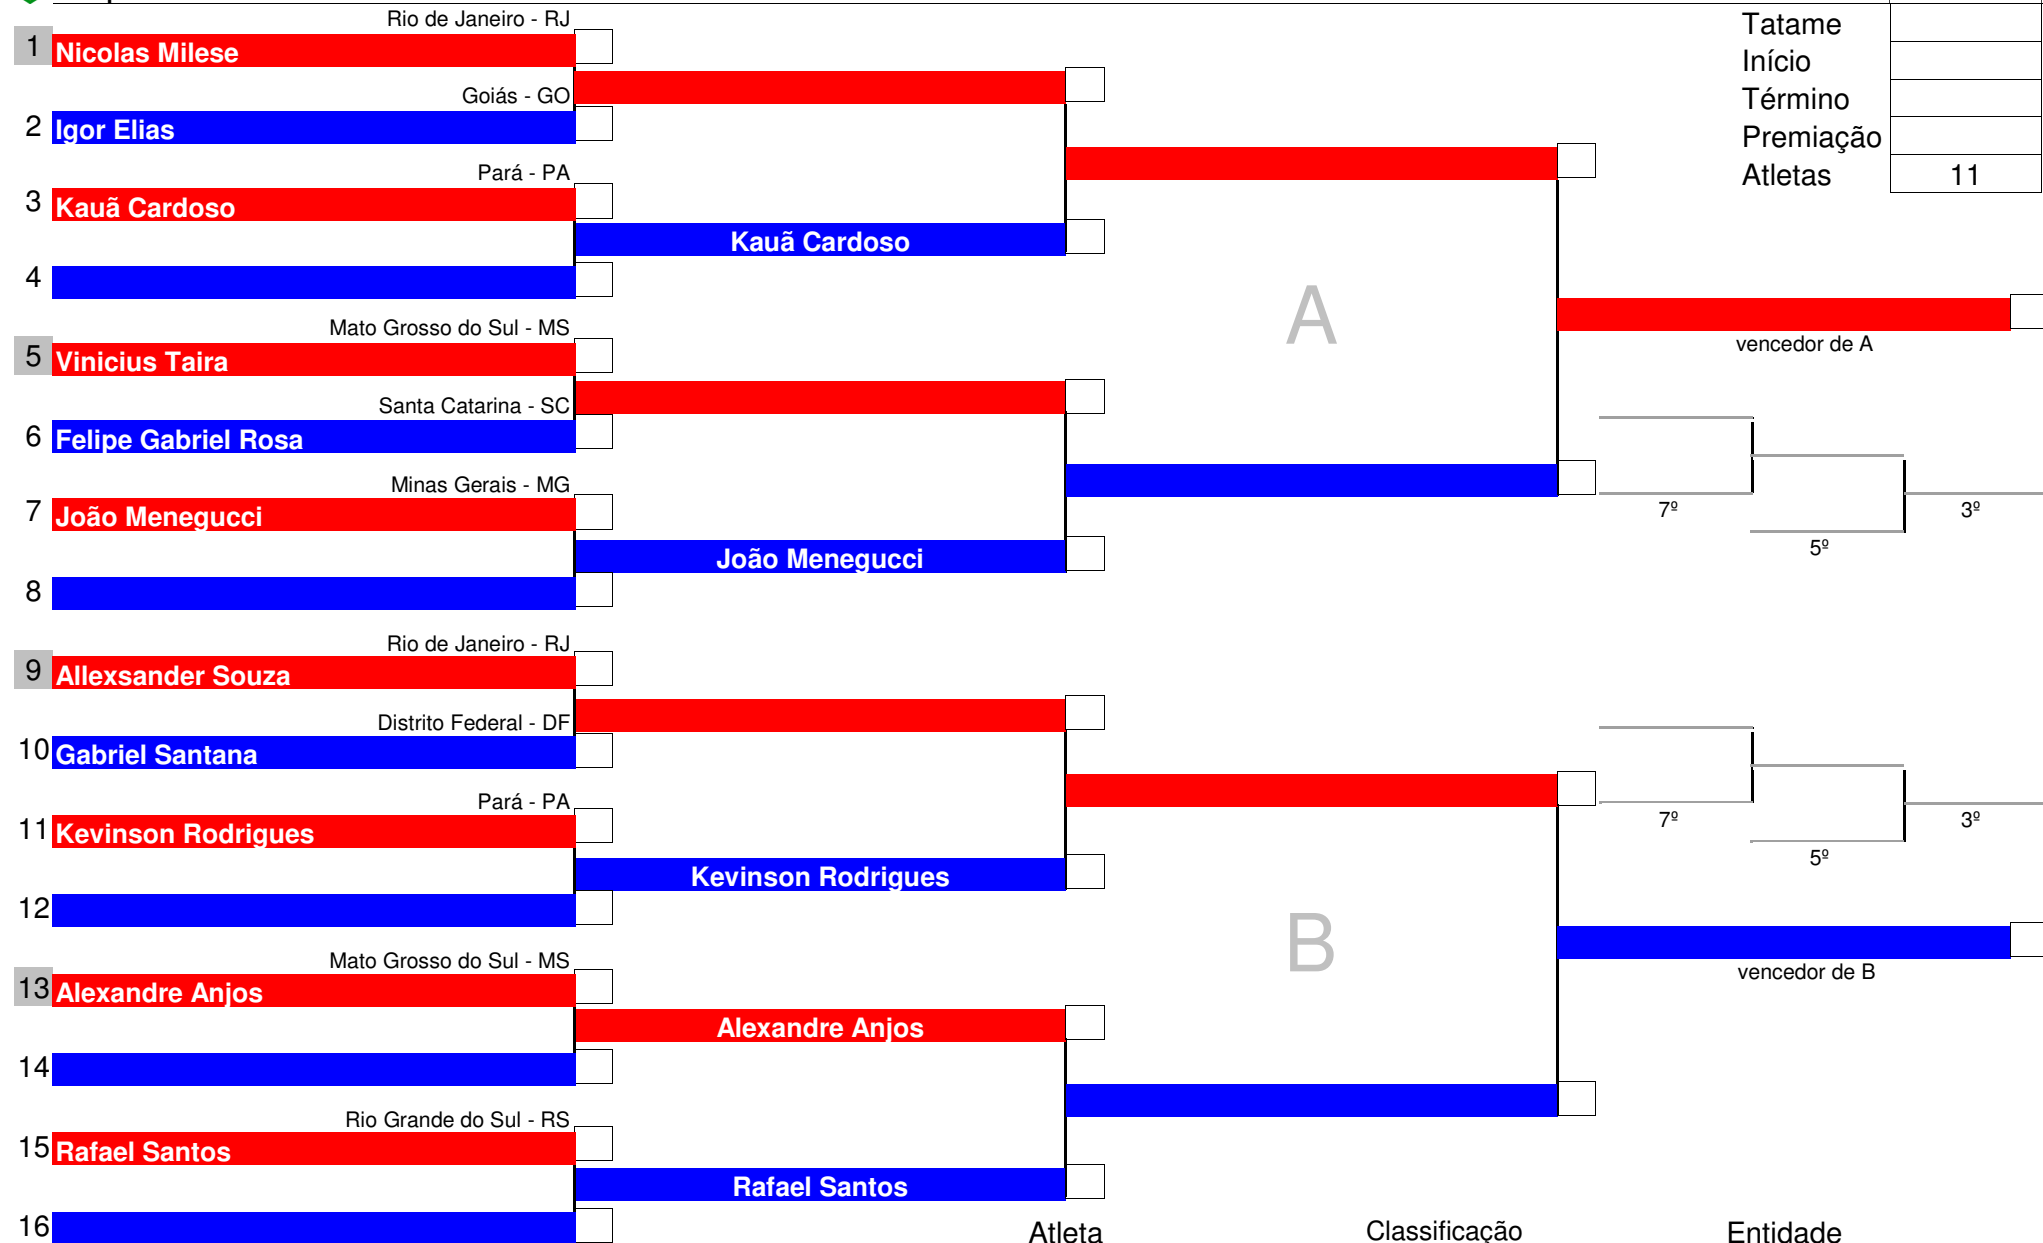 Rio de Janeiro - RJ
1 Nicolas Milese
Goiás - GO
2 Igor Elias
Pará - PA
3 Kauã Cardoso
Kauã Cardoso
4
Mato Grosso do Sul - MS
5 Vinicius Taira
Santa Catarina - SC
6 Felipe Gabriel Rosa
Minas Gerais - MG
7 João Menegucci
João Menegucci
8
Rio de Janeiro - RJ
9 Allexsander Souza
Distrito Federal - DF
10 Gabriel Santana
Pará - PA
11 Kevinson Rodrigues
Kevinson Rodrigues
12
Mato Grosso do Sul - MS
13 Alexandre Anjos
Alexandre Anjos
14
Rio Grande do Sul - RS
15 Rafael Santos
Rafael Santos
16
A
B
Tatame
Início
Término
Premiação
Atletas 11
vencedor de A
7º
3º
5º
7º
3º
5º
vencedor de B
Atleta Classificação Entidade